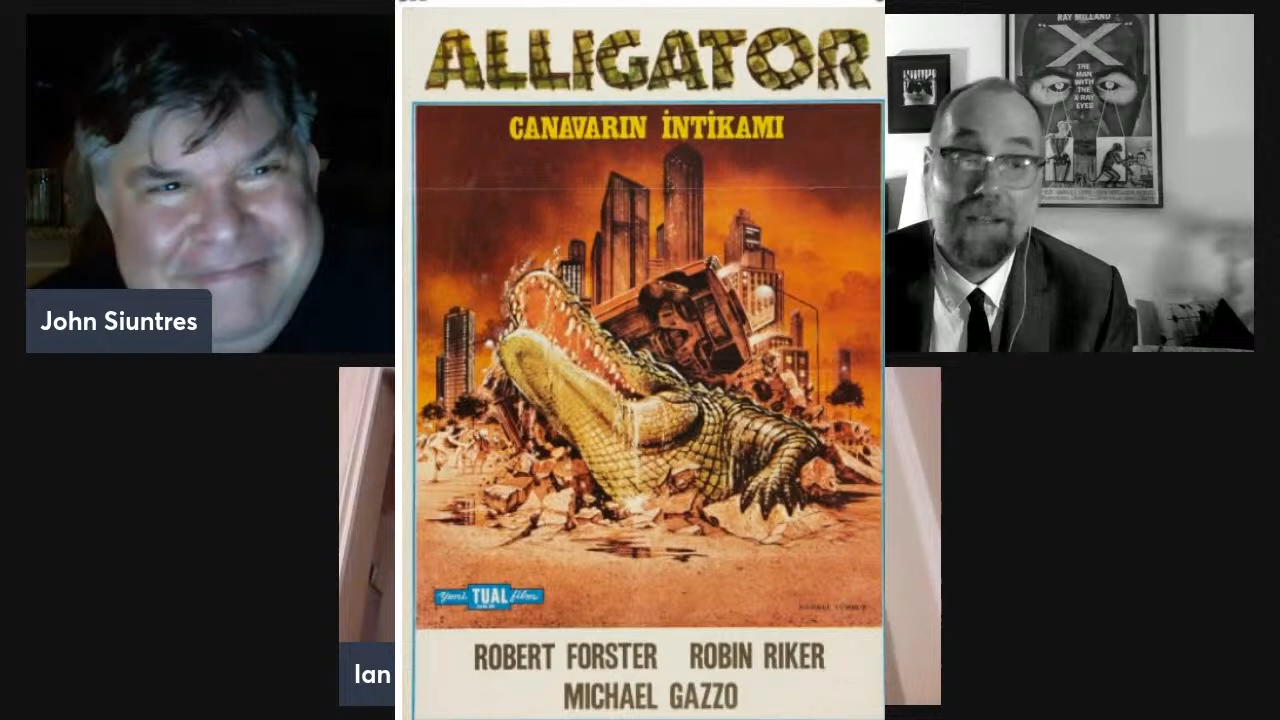 ALLIGATOR
CANAVARIN İNTİKAMI
RAY MILLAND
X
THE
MAN
WITH
THE
X-RAY
EYES
John Siuntres
Yeni TUAL film
Ian
ROBERT FORSTER ROBIN RIKER
MICHAEL GAZZO